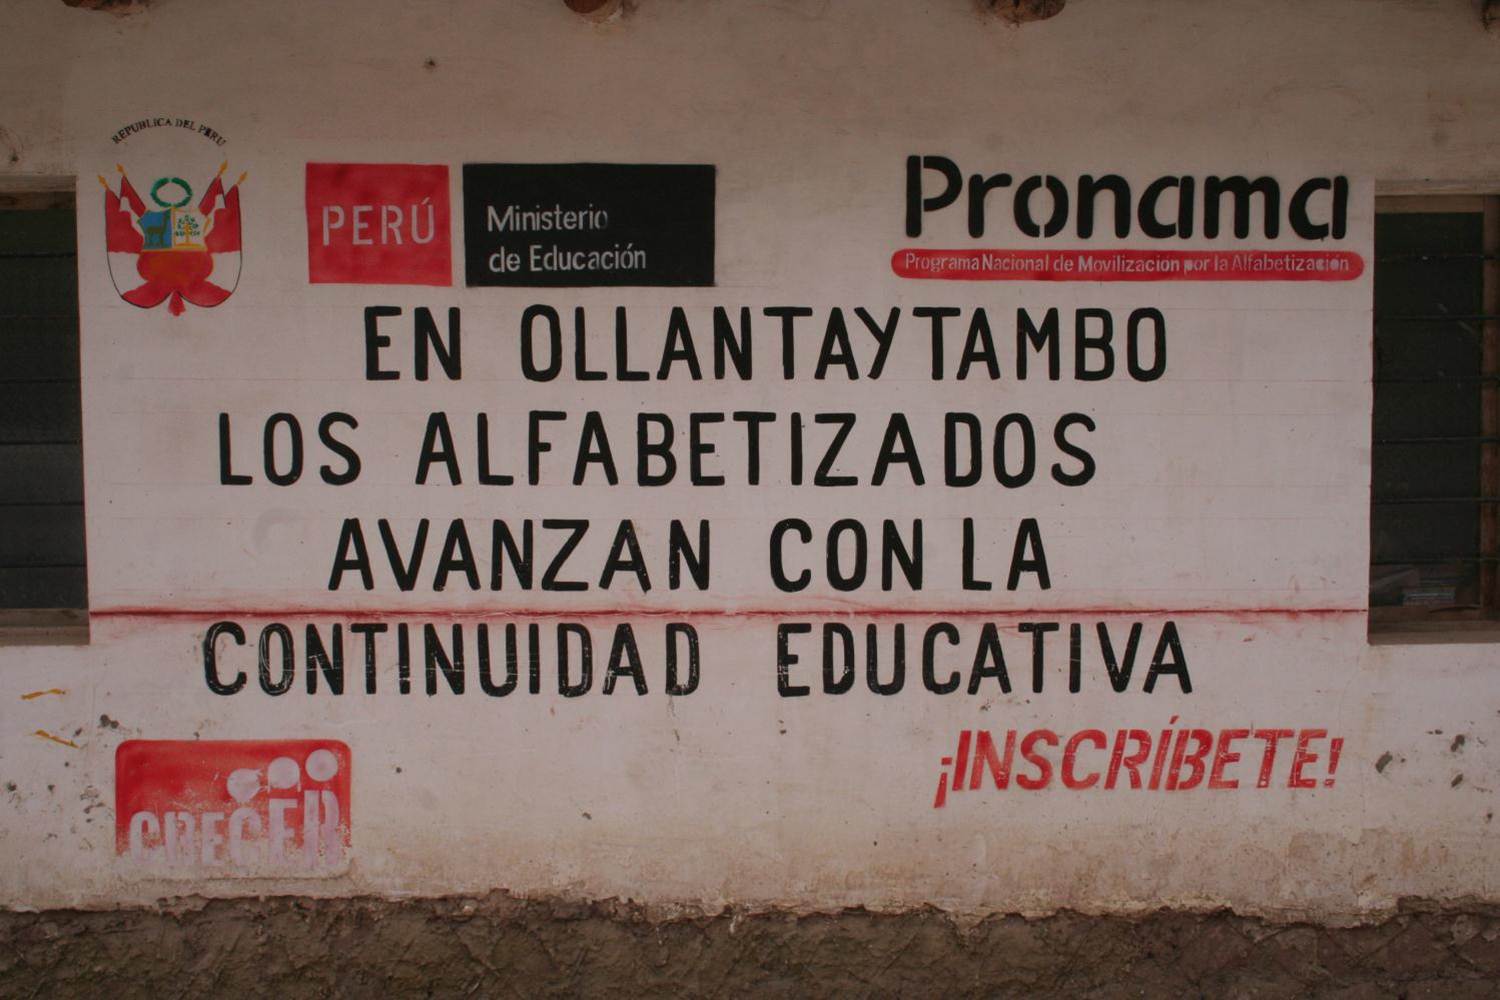 REPUBLICA DEL PERU
PERÚ
Ministerio
de Educación
Pronama
Programa Nacional de Movilización por la Alfabetización
EN OLLANTAYTAMBO
LOS ALFABETIZADOS
AVANZAN CON LA
CONTINUIDAD EDUCATIVA
¡INSCRÍBETE!
CRECER